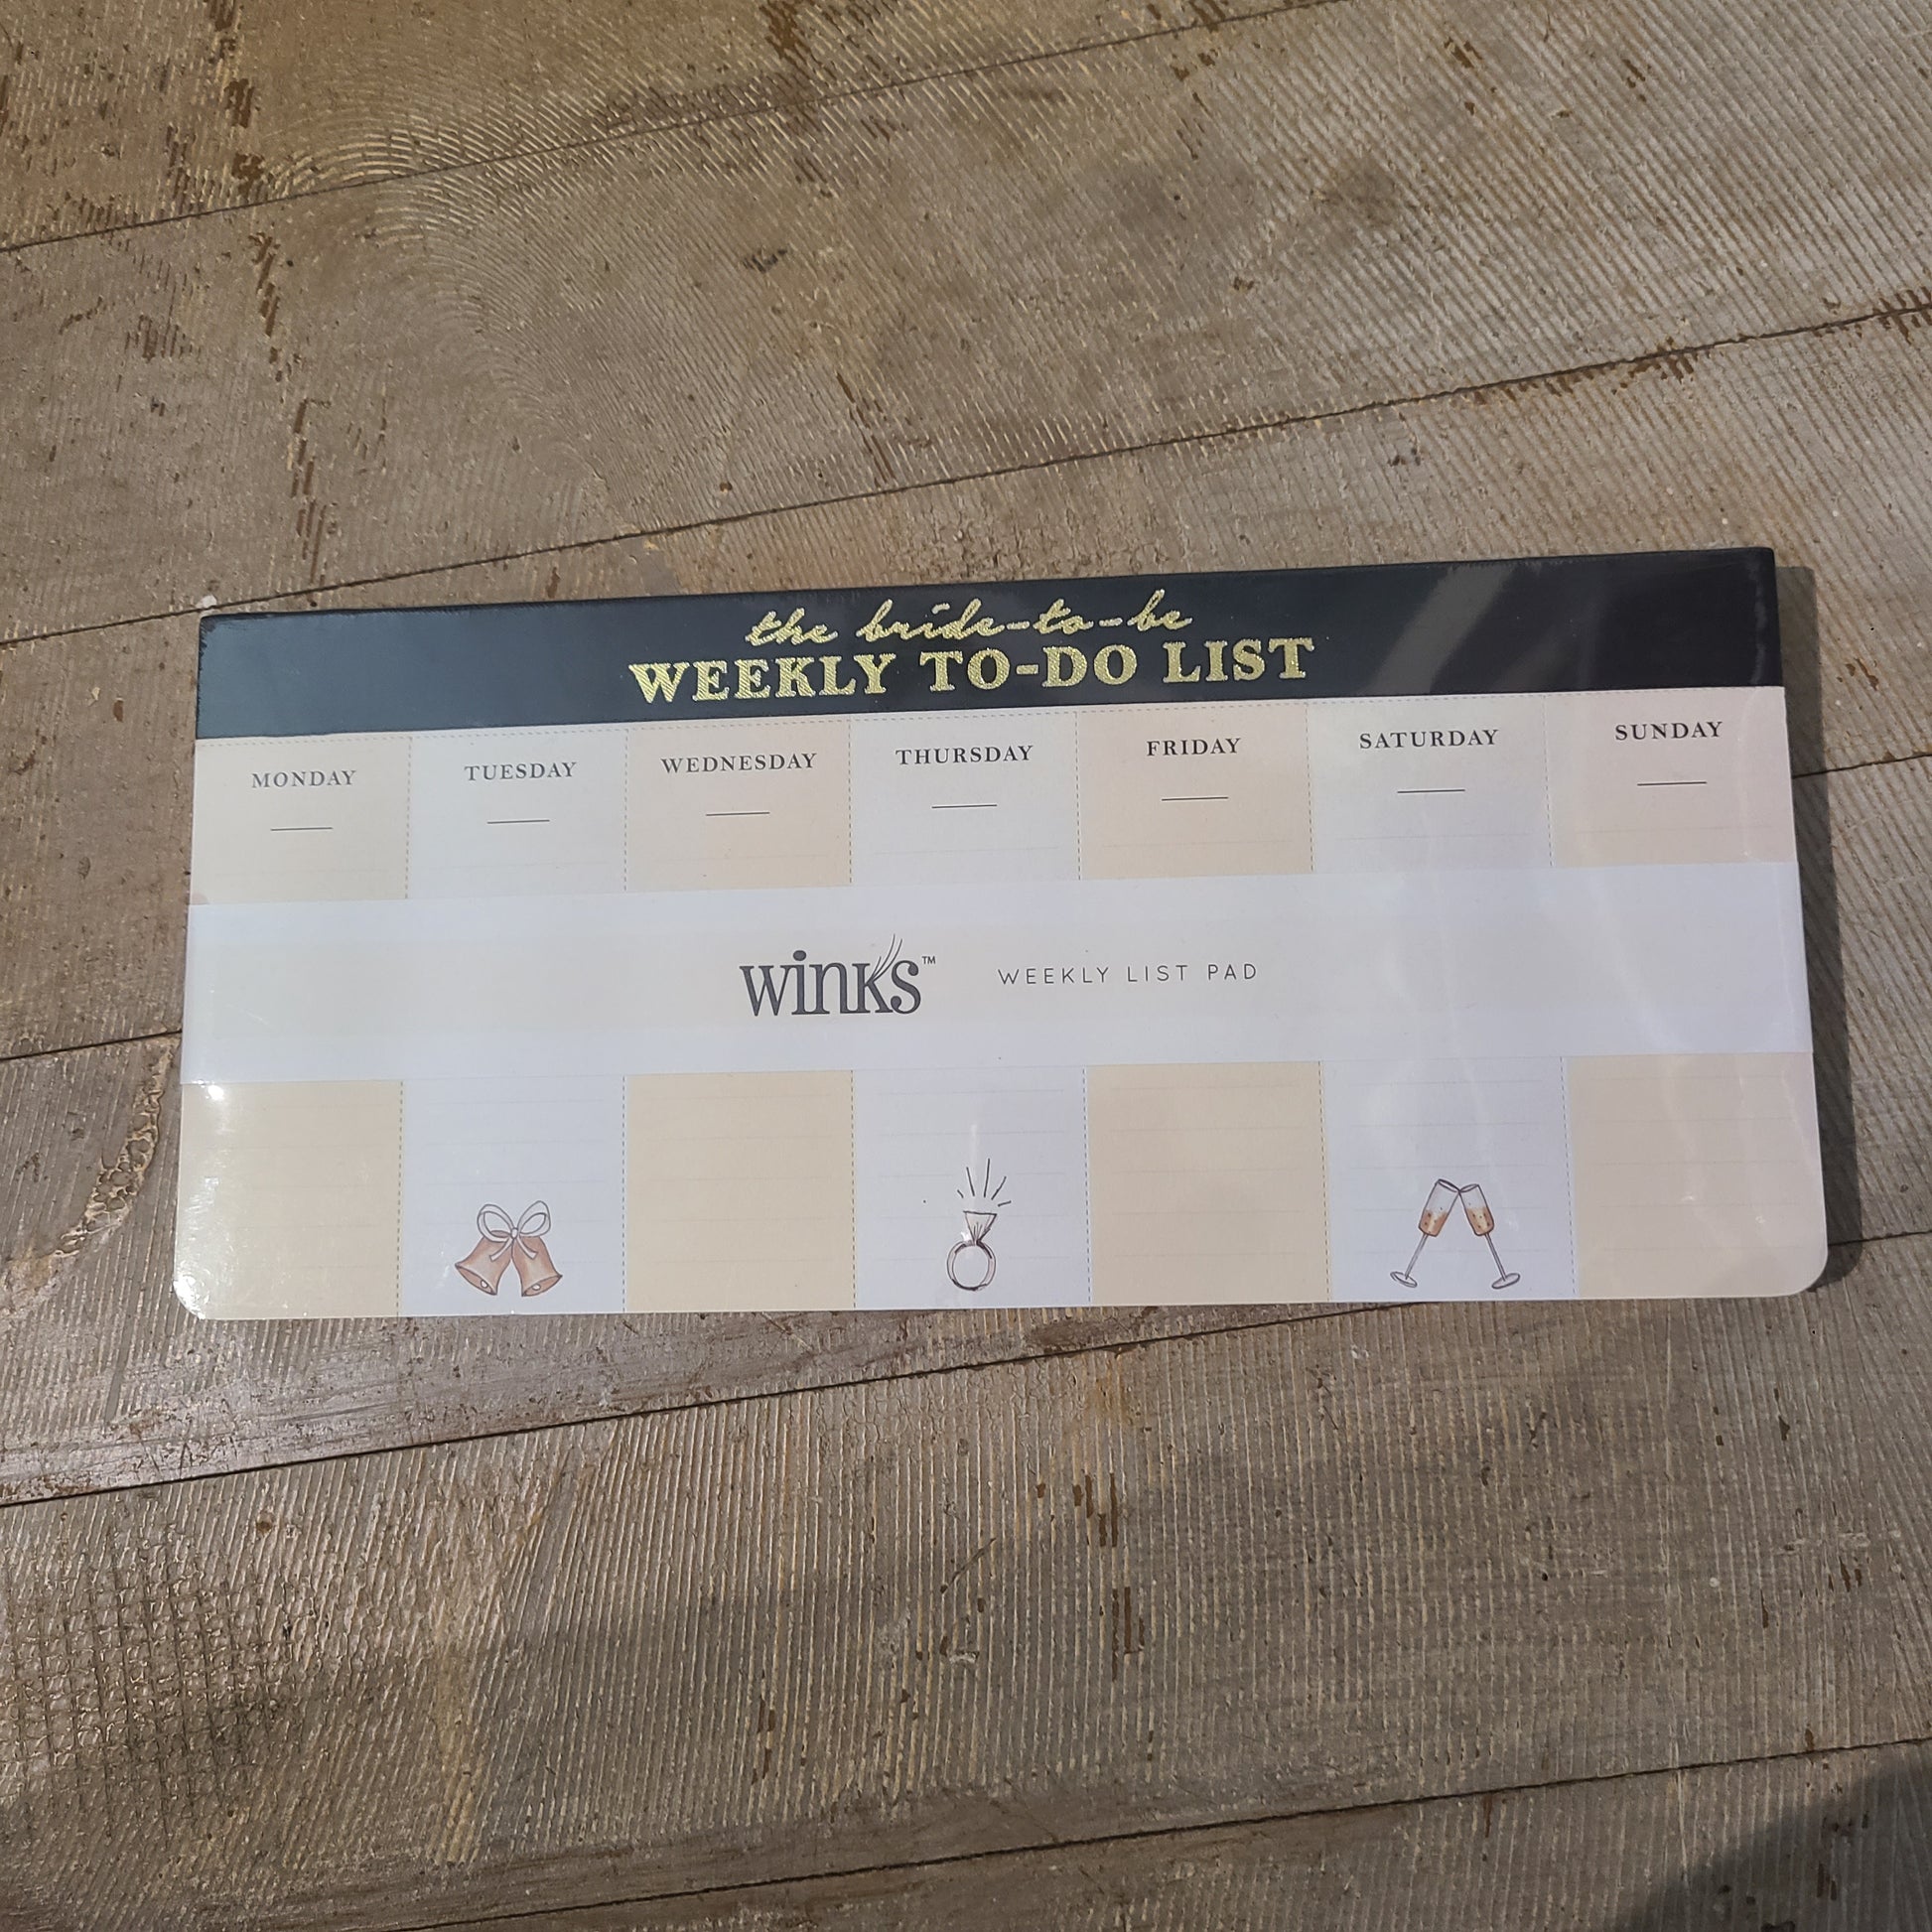 the bride-to-be
WEEKLY TO-DO LIST
MONDAY TUESDAY WEDNESDAY THURSDAY FRIDAY SATURDAY SUNDAY
winks™ WEEKLY LIST PAD